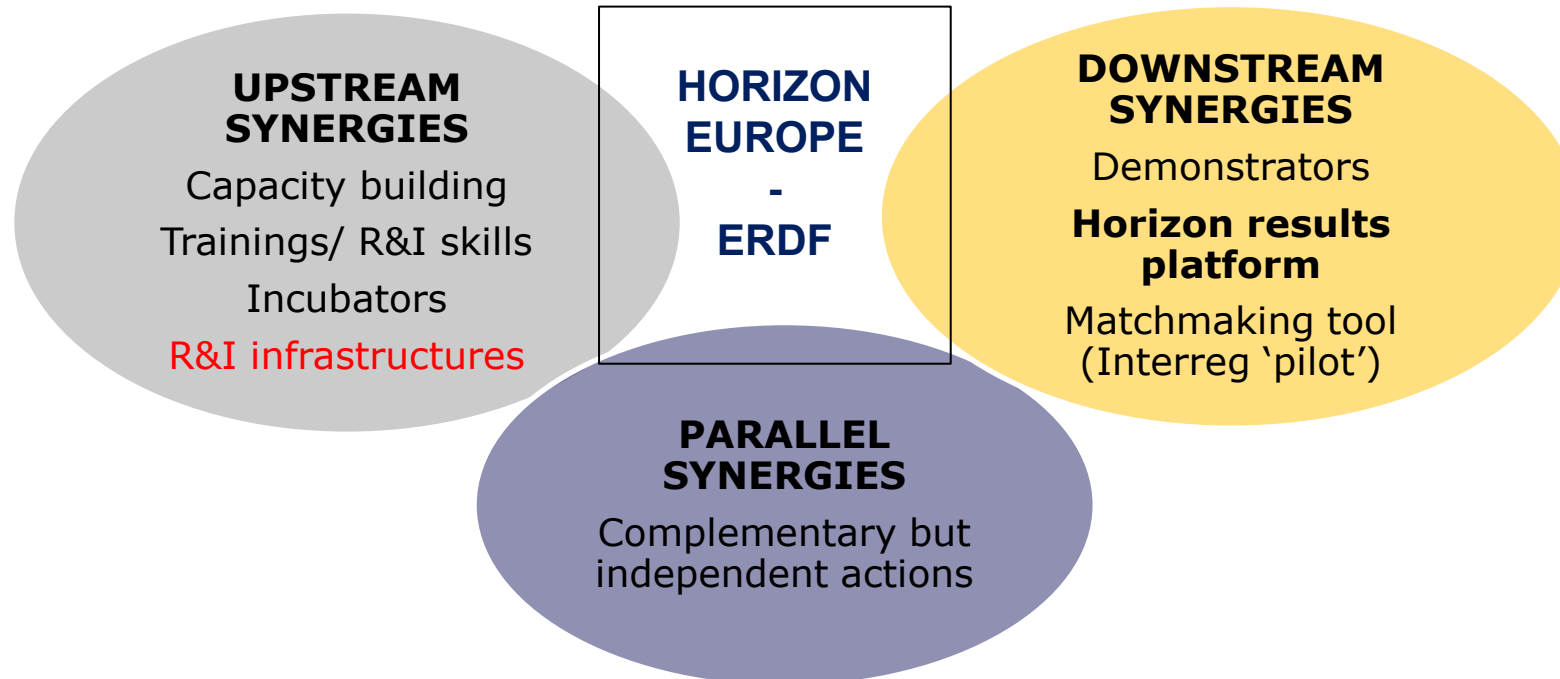 UPSTREAM
SYNERGIES
Capacity building
Trainings/ R&I skills
Incubators
R&I infrastructures
HORIZON
EUROPE
-
ERDF
DOWNSTREAM
SYNERGIES
Demonstrators
Horizon results
platform
Matchmaking tool
(Interreg ‘pilot’)
PARALLEL
SYNERGIES
Complementary but
independent actions